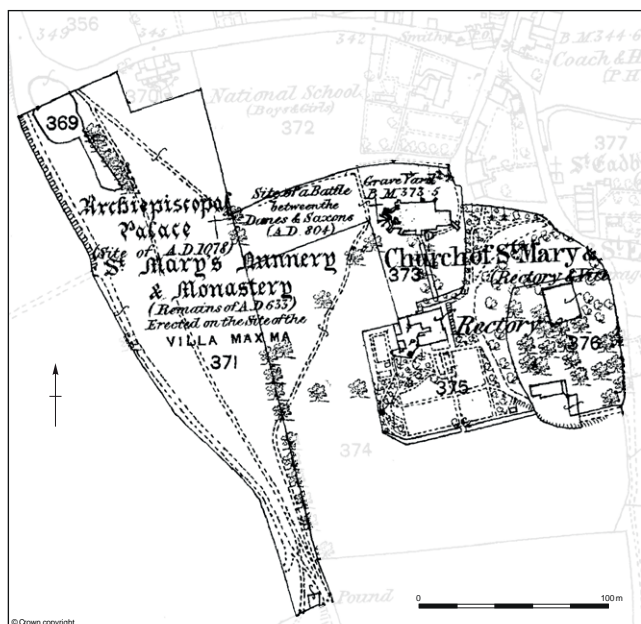 356
349
345
342
Smithy
B.M 344·6
Coach & H
(P.H.
369
370
National School
(Boys & Girls)
372
377
St Eadb
Archiepiscopal
Palace
(Site of A.D. 1078)
Site of a Battle
between the
Danes & Saxons
(A.D. 804)
Grave Yard
B.M 373·5
St Mary's Nunnery
& Monastery
(Remains of A.D 633)
Erected on the Site of the
VILLA MAXMA
371
Church of St Mary &
373
(Rectory & Vica
Rectory
376
375
374
Pound
0
100 m
© Crown copyright